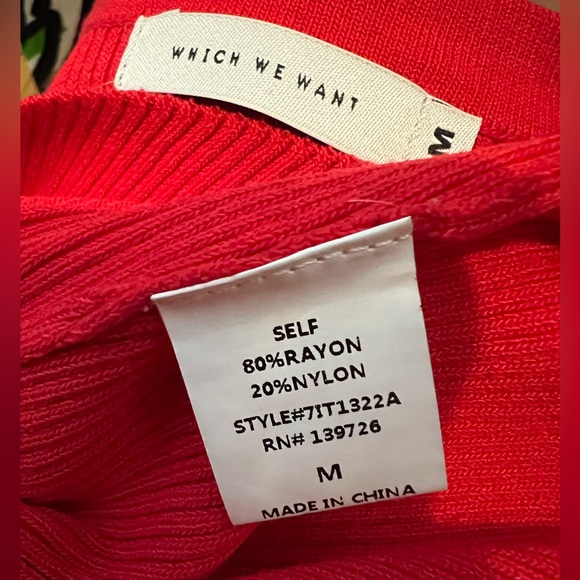 WHICH WE WANT
M
SELF
80%RAYON
20%NYLON
STYLE#7IT1322A
RN# 139726
M
MADE IN CHINA